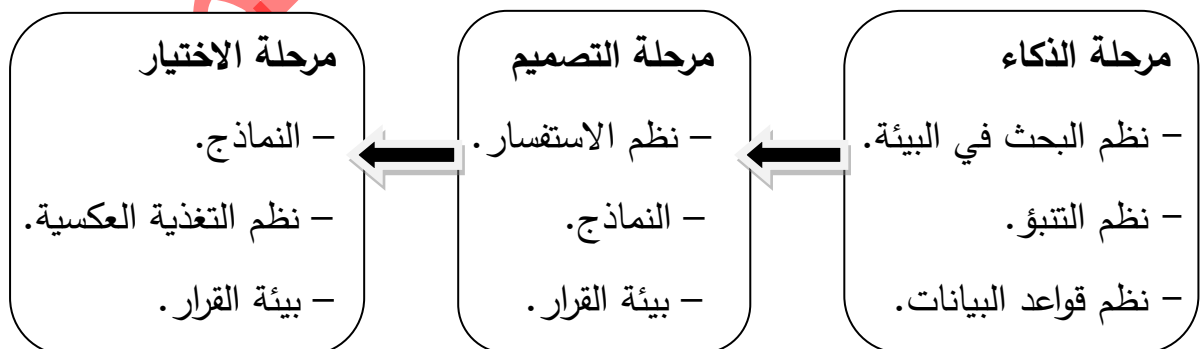 مرحلة الذكاء
– نظم البحث في البيئة.
– نظم التنبؤ.
– نظم قواعد البيانات.
مرحلة التصميم
– نظم الاستفسار.
– النماذج.
– بيئة القرار.
مرحلة الاختيار
– النماذج.
– نظم التغذية العكسية.
– بيئة القرار.